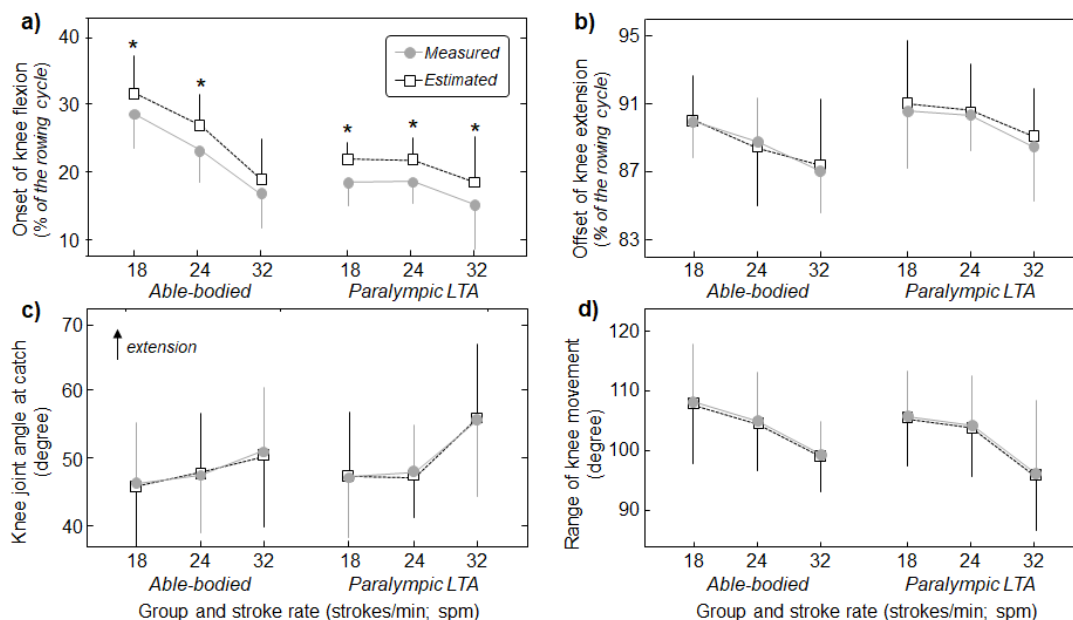 a)
Onset of knee flexion
(% of the rowing cycle)
40
30
20
10
*
*
*
*
*
Measured
Estimated
18
24
32
18
24
32
Able-bodied
Paralympic LTA
b)
Offset of knee extension
(% of the rowing cycle)
95
91
87
83
18
24
32
18
24
32
Able-bodied
Paralympic LTA
c)
Knee joint angle at catch
(degree)
70
60
50
40
extension
18
24
32
18
24
32
Able-bodied
Paralympic LTA
Group and stroke rate (strokes/min; spm)
d)
Range of knee movement
(degree)
120
110
100
90
18
24
32
18
24
32
Able-bodied
Paralympic LTA
Group and stroke rate (strokes/min; spm)